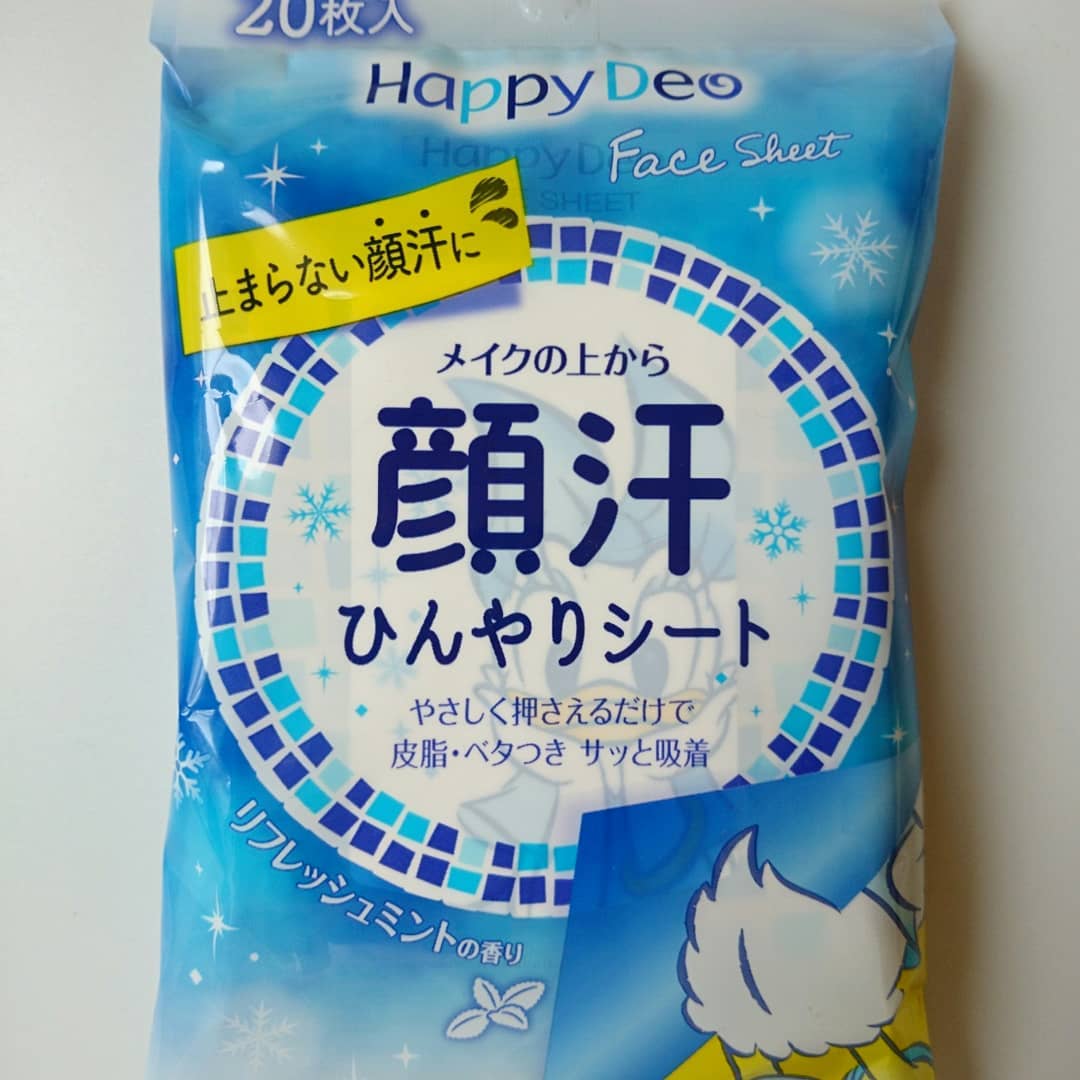 20枚入
Happy Deo
Face Sheet
Happy D
SHEET
止まらない顔汗に
メイクの上から
顔汗
ひんやりシート
やさしく押さえるだけで
皮脂・ベタつき サッと吸着
リフレッシュミントの香り